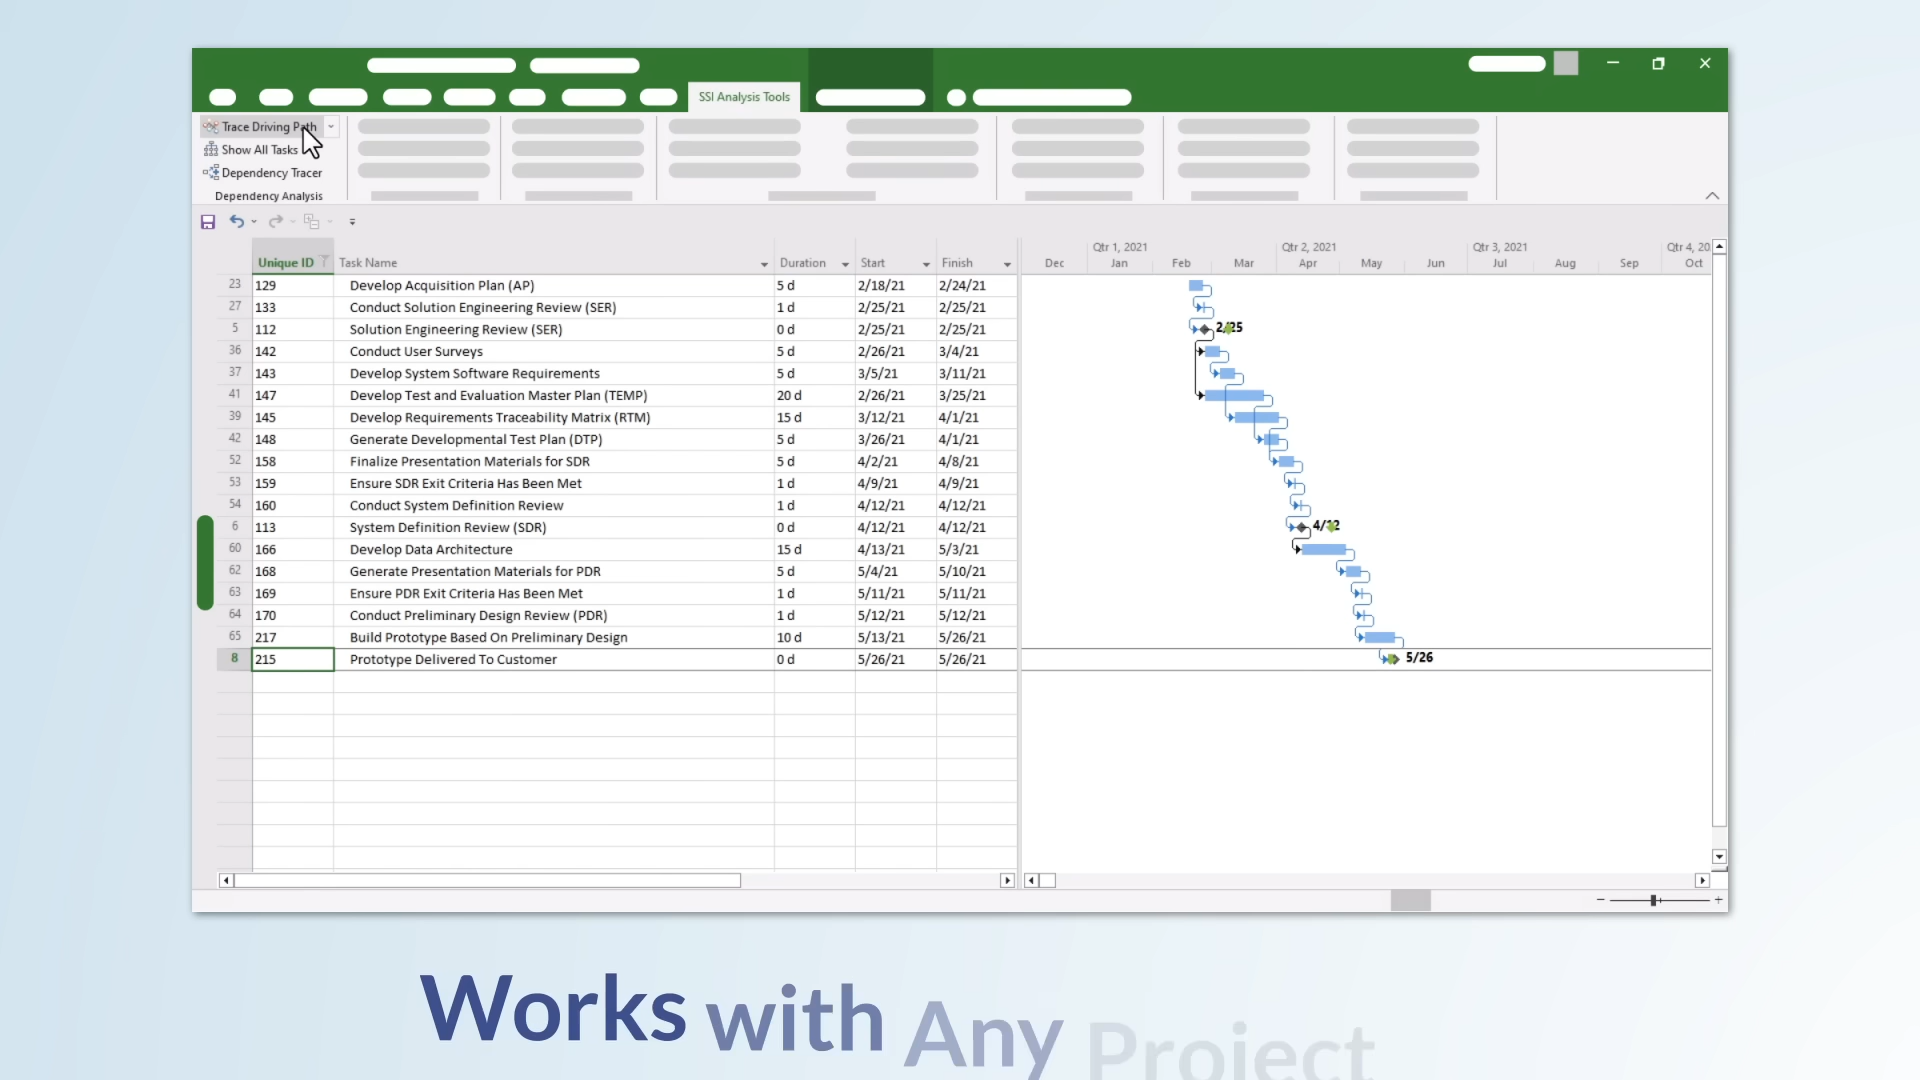 SSI Analysis Tools
Trace Driving Path
Show All Tasks
Dependency Tracer
Dependency Analysis
Unique ID Task Name Duration Start Finish
Qtr 1, 2021 Qtr 2, 2021 Qtr 3, 2021 Qtr 4, 20
Dec Jan Feb Mar Apr May Jun Jul Aug Sep Oct
23 129 Develop Acquisition Plan (AP) 5 d 2/18/21 2/24/21
27 133 Conduct Solution Engineering Review (SER) 1 d 2/25/21 2/25/21
5 112 Solution Engineering Review (SER) 0 d 2/25/21 2/25/21 2/25
36 142 Conduct User Surveys 5 d 2/26/21 3/4/21
37 143 Develop System Software Requirements 5 d 3/5/21 3/11/21
41 147 Develop Test and Evaluation Master Plan (TEMP) 20 d 2/26/21 3/25/21
39 145 Develop Requirements Traceability Matrix (RTM) 15 d 3/12/21 4/1/21
42 148 Generate Developmental Test Plan (DTP) 5 d 3/26/21 4/1/21
52 158 Finalize Presentation Materials for SDR 5 d 4/2/21 4/8/21
53 159 Ensure SDR Exit Criteria Has Been Met 1 d 4/9/21 4/9/21
54 160 Conduct System Definition Review 1 d 4/12/21 4/12/21
6 113 System Definition Review (SDR) 0 d 4/12/21 4/12/21 4/12
60 166 Develop Data Architecture 15 d 4/13/21 5/3/21
62 168 Generate Presentation Materials for PDR 5 d 5/4/21 5/10/21
63 169 Ensure PDR Exit Criteria Has Been Met 1 d 5/11/21 5/11/21
64 170 Conduct Preliminary Design Review (PDR) 1 d 5/12/21 5/12/21
65 217 Build Prototype Based On Preliminary Design 10 d 5/13/21 5/26/21
8 215 Prototype Delivered To Customer 0 d 5/26/21 5/26/21 5/26
Works with Any Project